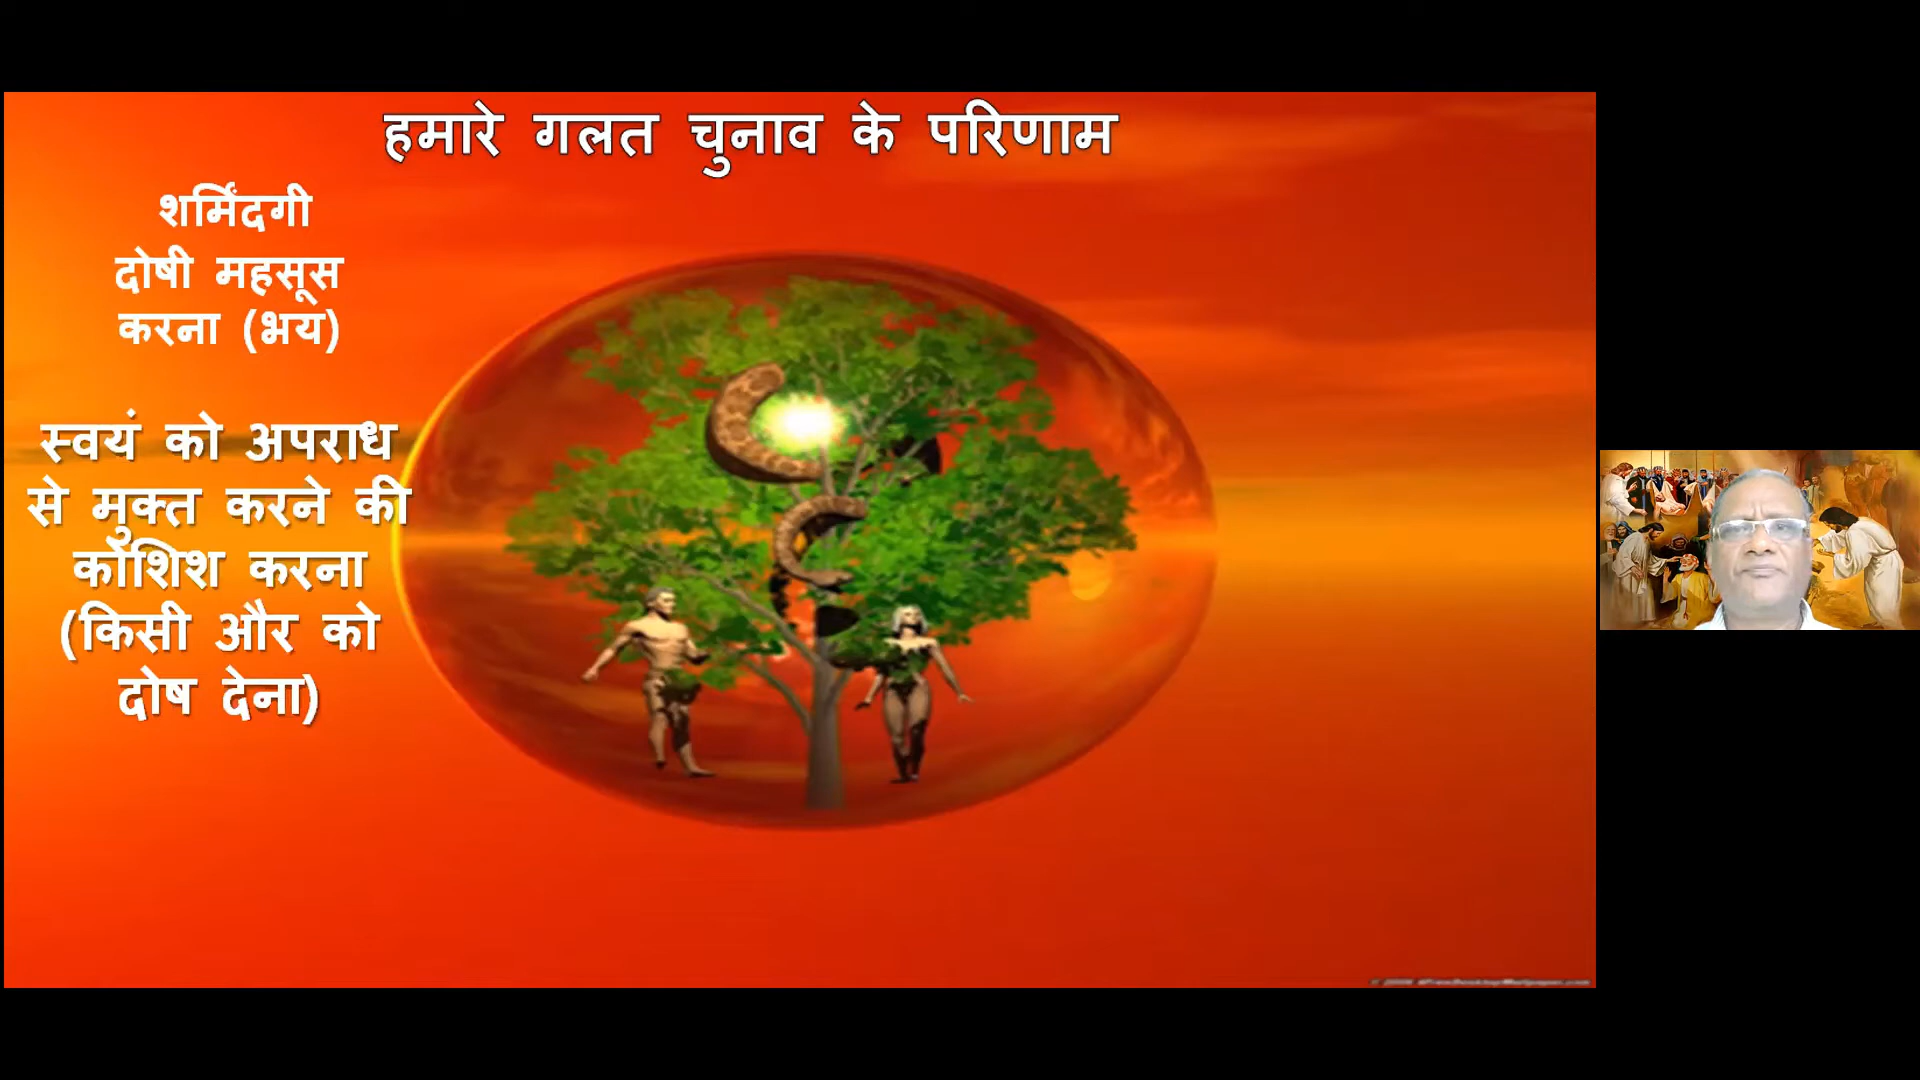 हमारे गलत चुनाव के परिणाम
शर्मिंदगी
दोषी महसूस
करना (भय)
स्वयं को अपराध
से मुक्त करने की
कोशिश करना
(किसी और को
दोष देना)